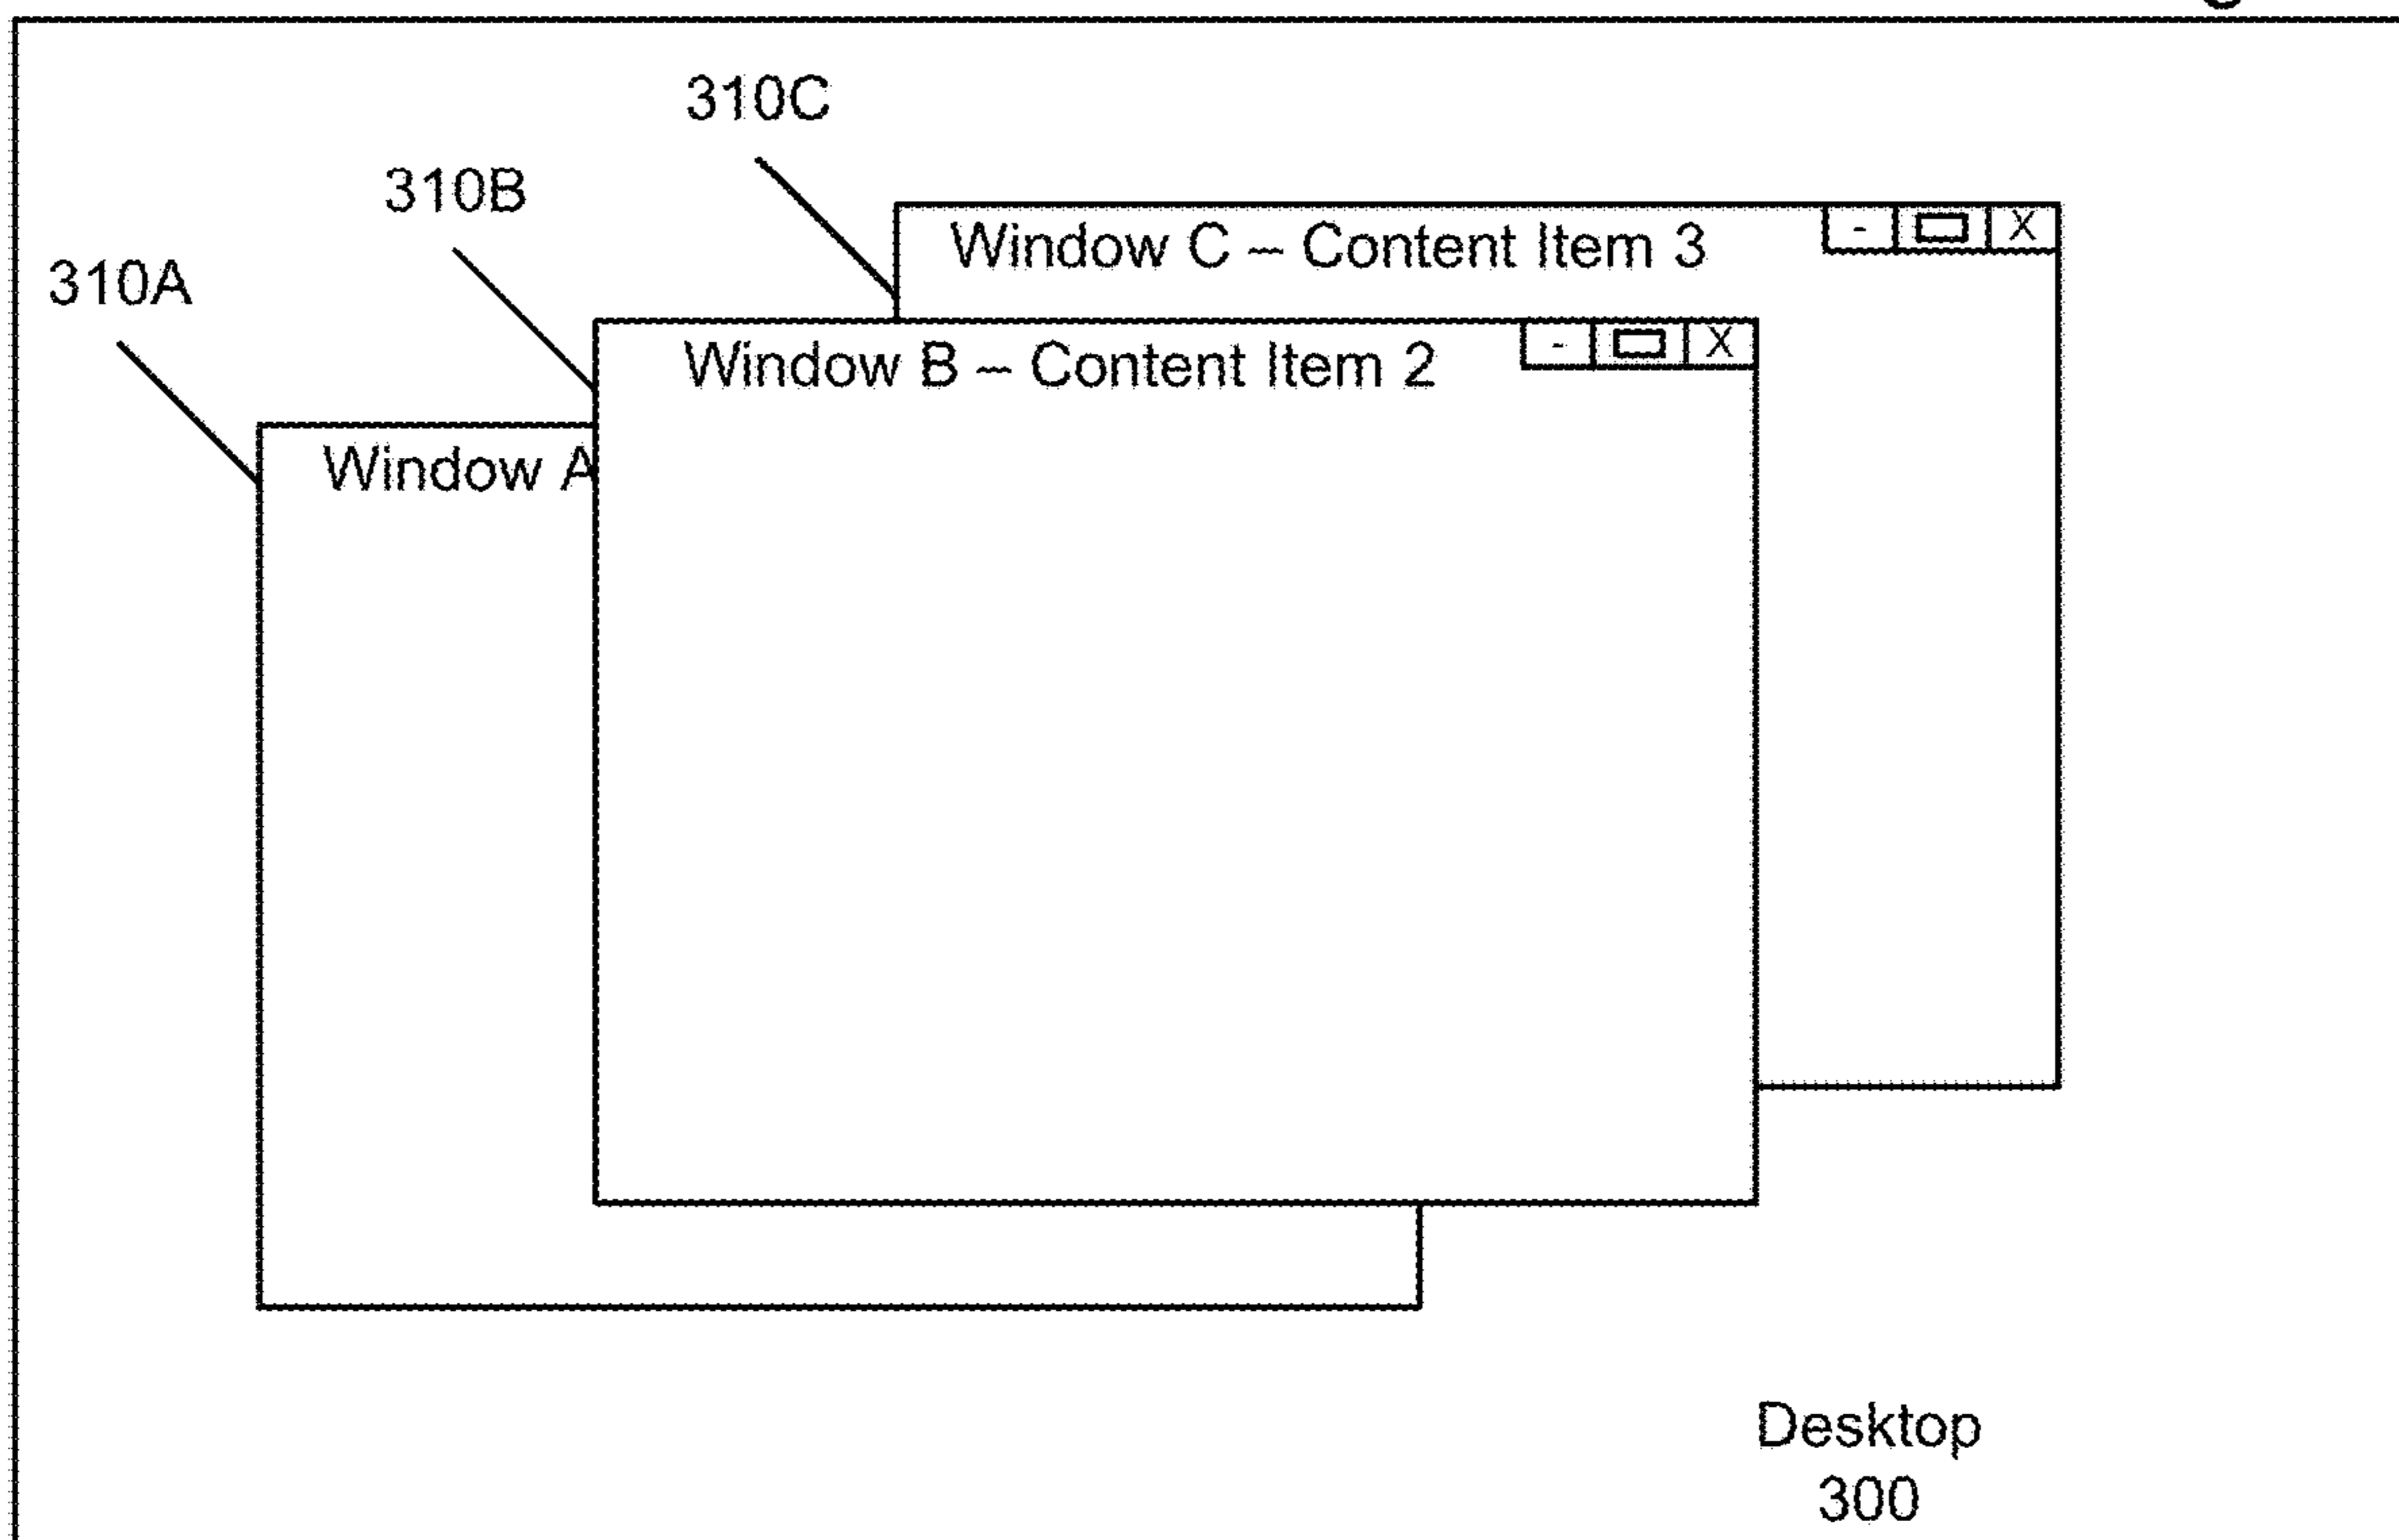 310C
310B
310A
Window C – Content Item 3
- X
Window B – Content Item 2
- X
Window A
Desktop
300